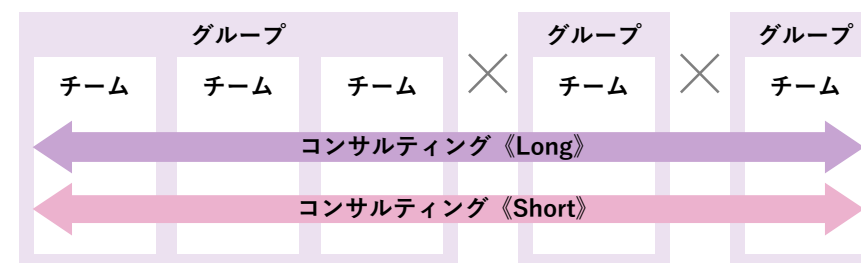 グループ グループ グループ
チーム チーム チーム チーム チーム
コンサルティング《Long》
コンサルティング《Short》